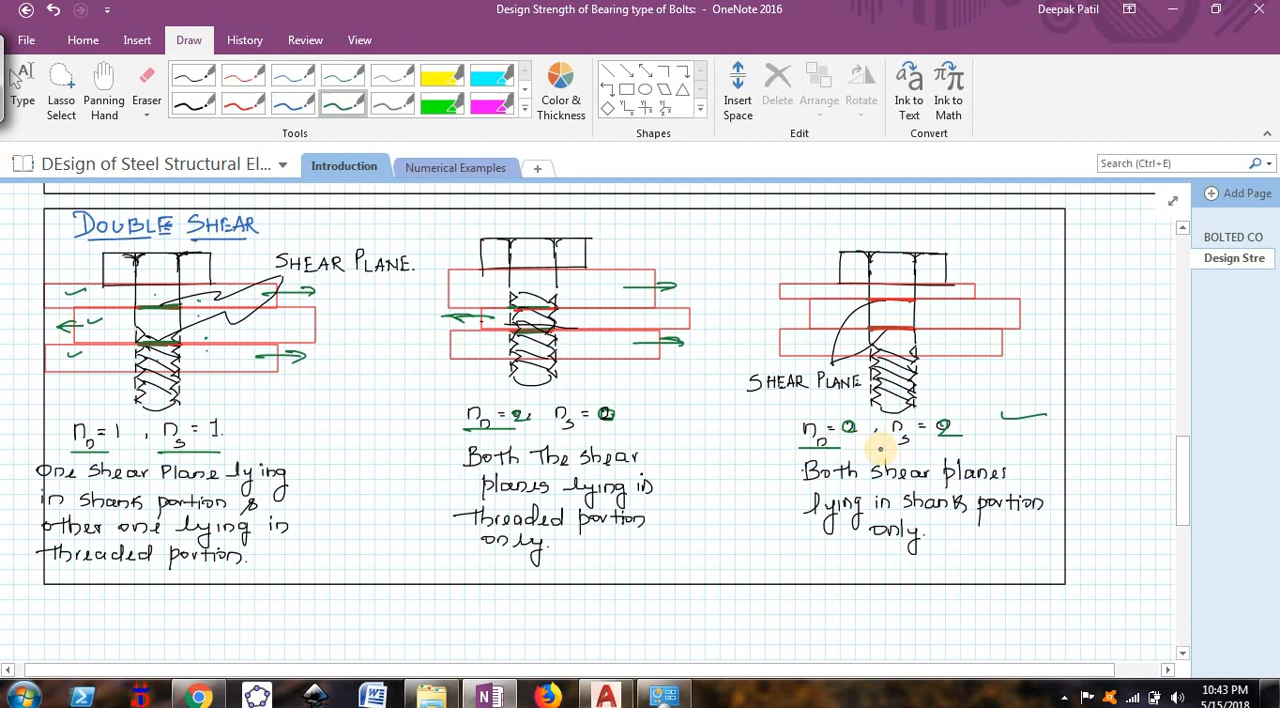 Design Strength of Bearing type of Bolts: - OneNote 2016
Deepak Patil
File Home Insert Draw History Review View
Type
Lasso Select
Panning Hand
Eraser
Color & Thickness
Insert Space
Delete
Arrange
Rotate
Ink to Text
Ink to Math
Tools
Shapes
Edit
Convert
DEsign of Steel Structural El...
Introduction
Numerical Examples
Search (Ctrl+E)
Add Page
BOLTED CO
Design Stre
DOUBLE SHEAR
SHEAR PLANE.
nn = 1 , ns = 1.
One Shear Plane lying
in shank portion &
other one lying in
threaded portion.
nn = 2, ns = 0
Both The shear
planes lying in
threaded portion
only.
SHEAR PLANE
nn = 0 , ns = 2
Both shear planes
lying in shank portion
only.
10:43 PM
5/15/2018